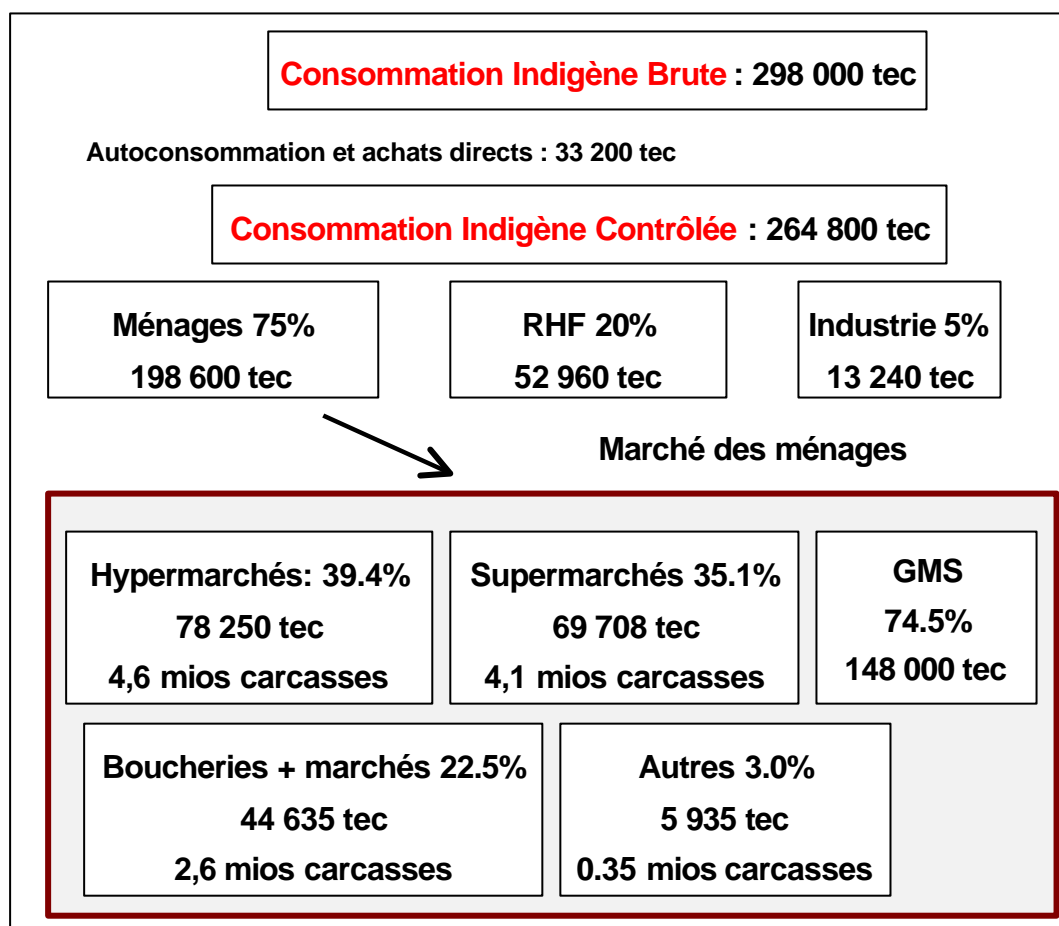 Consommation Indigène Brute : 298 000 tec
Autoconsommation et achats directs : 33 200 tec
Consommation Indigène Contrôlée : 264 800 tec
Ménages 75%
198 600 tec
RHF 20%
52 960 tec
Industrie 5%
13 240 tec
Marché des ménages
Hypermarchés: 39.4%
78 250 tec
4,6 mios carcasses
Supermarchés 35.1%
69 708 tec
4,1 mios carcasses
GMS
74.5%
148 000 tec
Boucheries + marchés 22.5%
44 635 tec
2,6 mios carcasses
Autres 3.0%
5 935 tec
0.35 mios carcasses